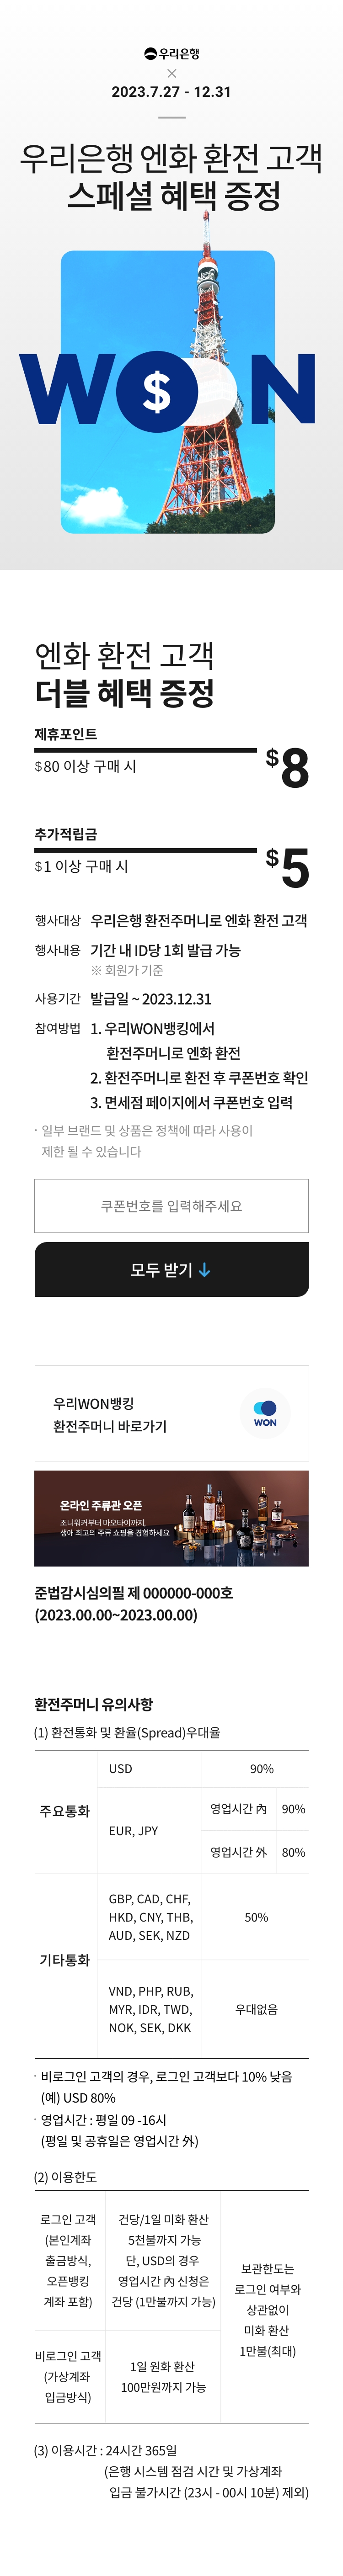 우리은행
×
2023.7.27 - 12.31
우리은행 엔화 환전 고객
스페셜 혜택 증정
W $ N
엔화 환전 고객
더블 혜택 증정
제휴포인트
$80 이상 구매 시
$8
추가적립금
$1 이상 구매 시
$5
행사대상 우리은행 환전주머니로 엔화 환전 고객
행사내용 기간 내 ID당 1회 발급 가능
※ 회원가 기준
사용기간 발급일 ~ 2023.12.31
참여방법 1. 우리WON뱅킹에서
환전주머니로 엔화 환전
2. 환전주머니로 환전 후 쿠폰번호 확인
3. 면세점 페이지에서 쿠폰번호 입력
· 일부 브랜드 및 상품은 정책에 따라 사용이
제한 될 수 있습니다
쿠폰번호를 입력해주세요
모두 받기 ↓
우리WON뱅킹
환전주머니 바로가기
WON
온라인 주류관 오픈
조니워커부터 마오타이까지,
생애 최고의 주류 쇼핑을 경험하세요
준법감시심의필 제 000000-000호
(2023.00.00~2023.00.00)
환전주머니 유의사항
(1) 환전통화 및 환율(Spread)우대율
주요통화
USD
90%
EUR, JPY
영업시간 內
90%
영업시간 外
80%
기타통화
GBP, CAD, CHF,
HKD, CNY, THB,
AUD, SEK, NZD
50%
VND, PHP, RUB,
MYR, IDR, TWD,
NOK, SEK, DKK
우대없음
· 비로그인 고객의 경우, 로그인 고객보다 10% 낮음
(예) USD 80%
· 영업시간 : 평일 09 -16시
(평일 및 공휴일은 영업시간 外)
(2) 이용한도
로그인 고객
(본인계좌
출금방식,
오픈뱅킹
계좌 포함)
건당/1일 미화 환산
5천불까지 가능
단, USD의 경우
영업시간 內 신청은
건당 (1만불까지 가능)
보관한도는
로그인 여부와
상관없이
미화 환산
1만불(최대)
비로그인 고객
(가상계좌
입금방식)
1일 원화 환산
100만원까지 가능
(3) 이용시간 : 24시간 365일
(은행 시스템 점검 시간 및 가상계좌
입금 불가시간 (23시 - 00시 10분) 제외)